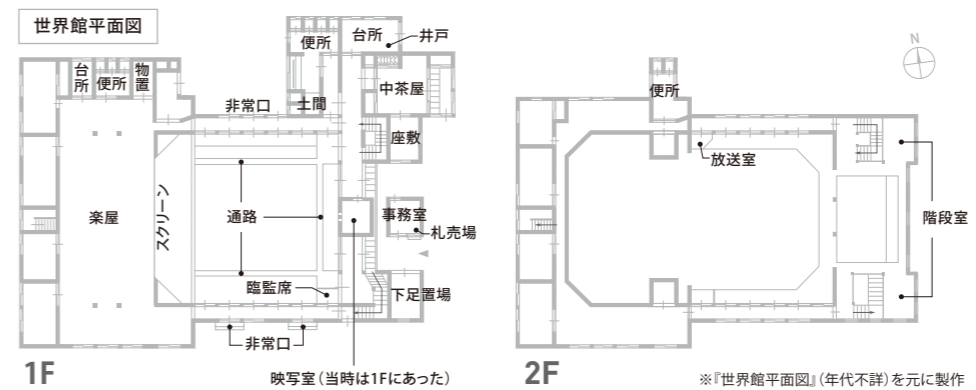 世界館平面図
台所
便所
物置
便所
台所
井戸
中茶屋
非常口
土間
座敷
楽屋
スクリーン
通路
事務室
札売場
臨監席
下足置場
非常口
1F
映写室（当時は1Fにあった）
N
便所
放送室
階段室
2F
※『世界館平面図』（年代不詳）を元に製作